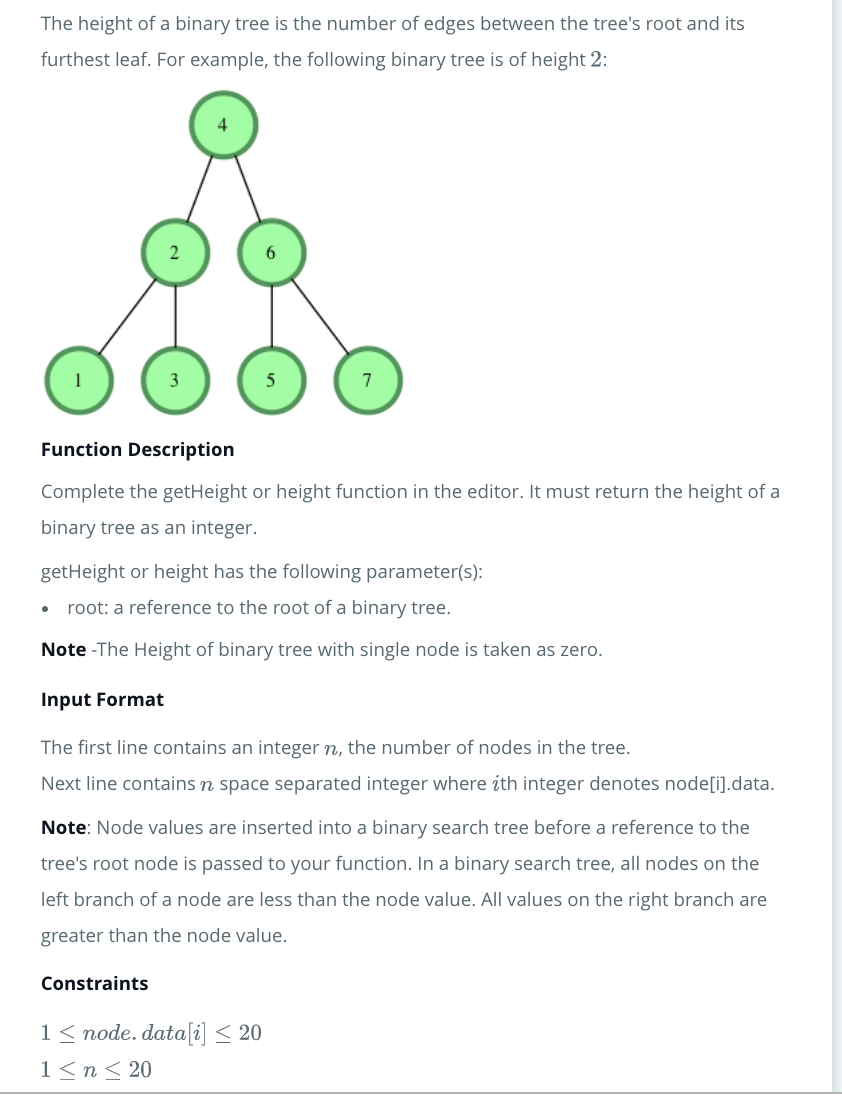 The height of a binary tree is the number of edges between the tree's root and its
furthest leaf. For example, the following binary tree is of height 2:
4
2 6
1 3 5 7
Function Description
Complete the getHeight or height function in the editor. It must return the height of a
binary tree as an integer.
getHeight or height has the following parameter(s):
• root: a reference to the root of a binary tree.
Note -The Height of binary tree with single node is taken as zero.
Input Format
The first line contains an integer n, the number of nodes in the tree.
Next line contains n space separated integer where ith integer denotes node[i].data.
Note: Node values are inserted into a binary search tree before a reference to the
tree's root node is passed to your function. In a binary search tree, all nodes on the
left branch of a node are less than the node value. All values on the right branch are
greater than the node value.
Constraints
1 ≤ node.data[i] ≤ 20
1 ≤ n ≤ 20